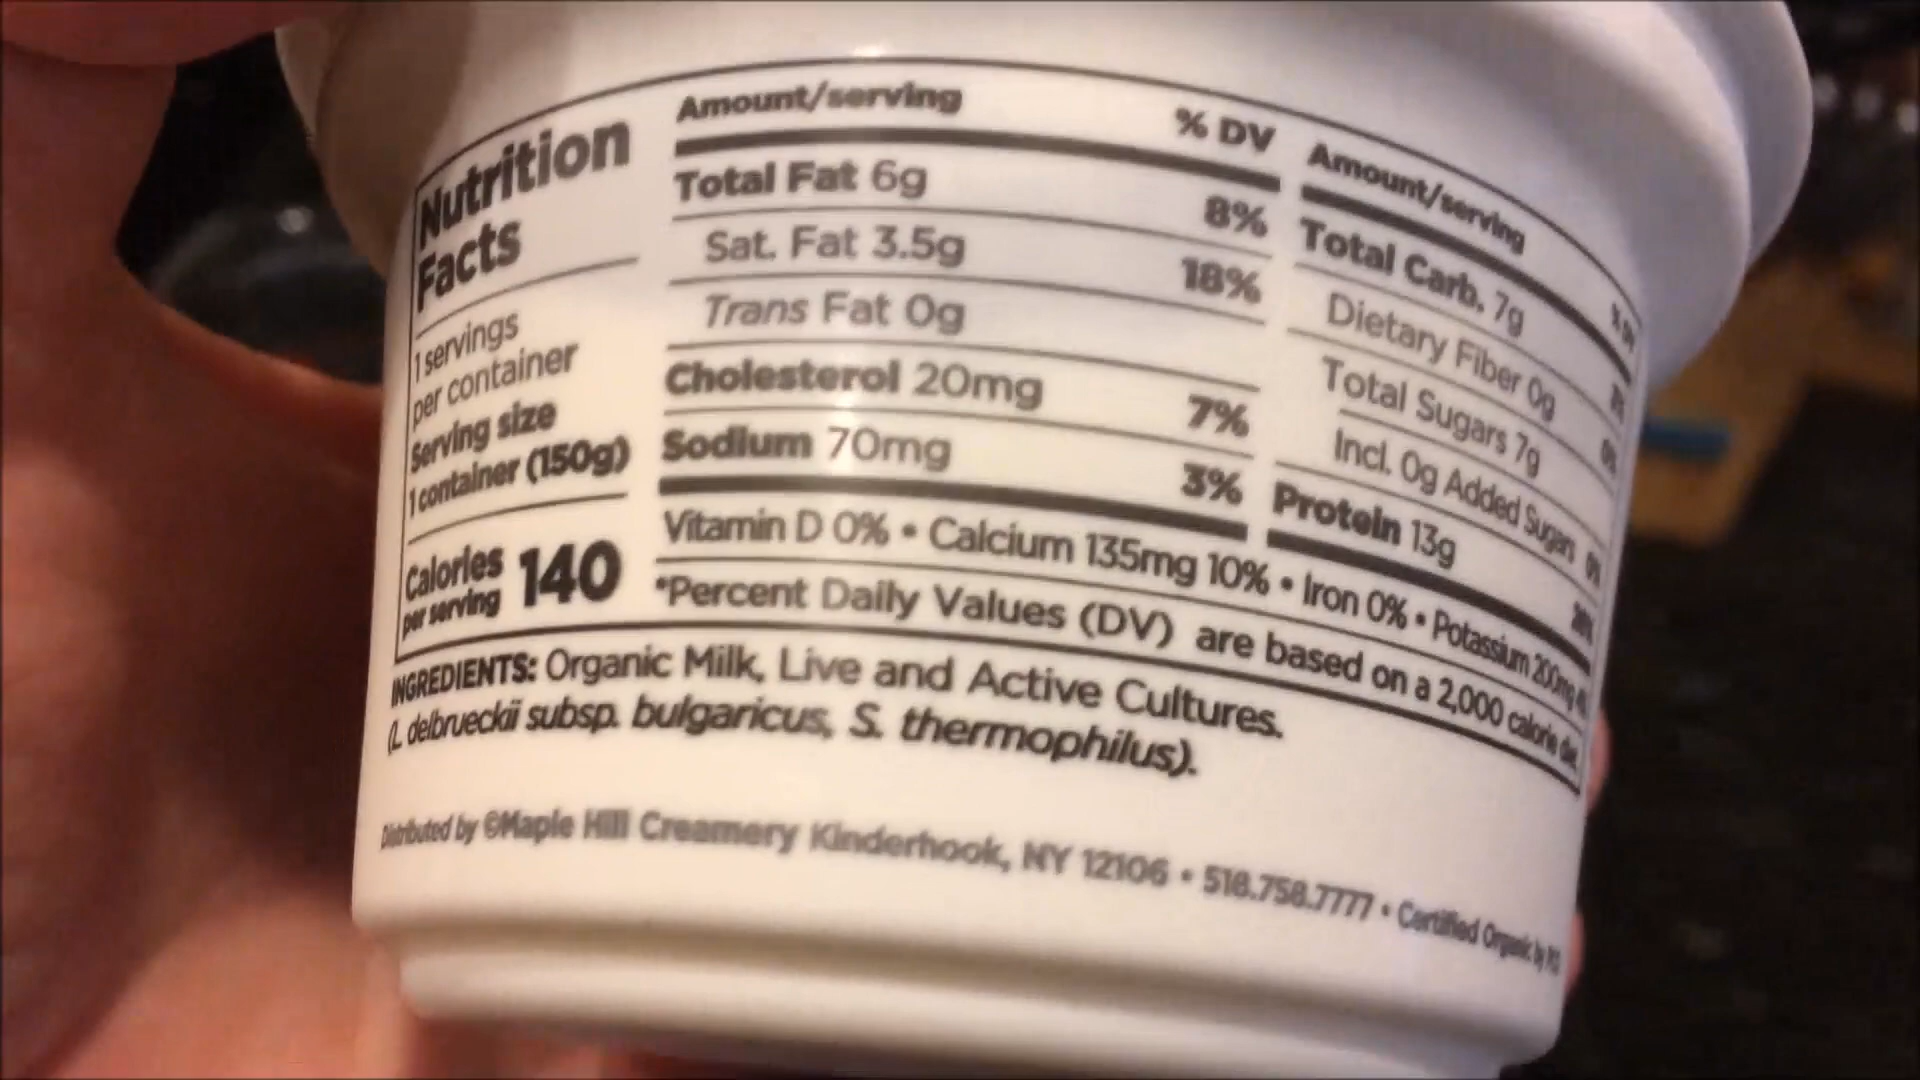 Nutrition
Facts
1 servings
per container
Serving size
1 container (150g)
Calories
per serving 140
Amount/serving % DV
Total Fat 6g 8%
Sat. Fat 3.5g 18%
Trans Fat 0g
Cholesterol 20mg 7%
Sodium 70mg 3%
Amount/serving % DV
Total Carb. 7g
Dietary Fiber 0g 0%
Total Sugars 7g
Incl. 0g Added Sugars 0%
Protein 13g
Vitamin D 0% • Calcium 135mg 10% • Iron 0% • Potassium 200mg
*Percent Daily Values (DV) are based on a 2,000 calorie diet.
INGREDIENTS: Organic Milk, Live and Active Cultures.
(L. delbrueckii subsp. bulgaricus, S. thermophilus).
Distributed by ©Maple Hill Creamery Kinderhook, NY 12106 • 518.758.7777 • Certified Organic by